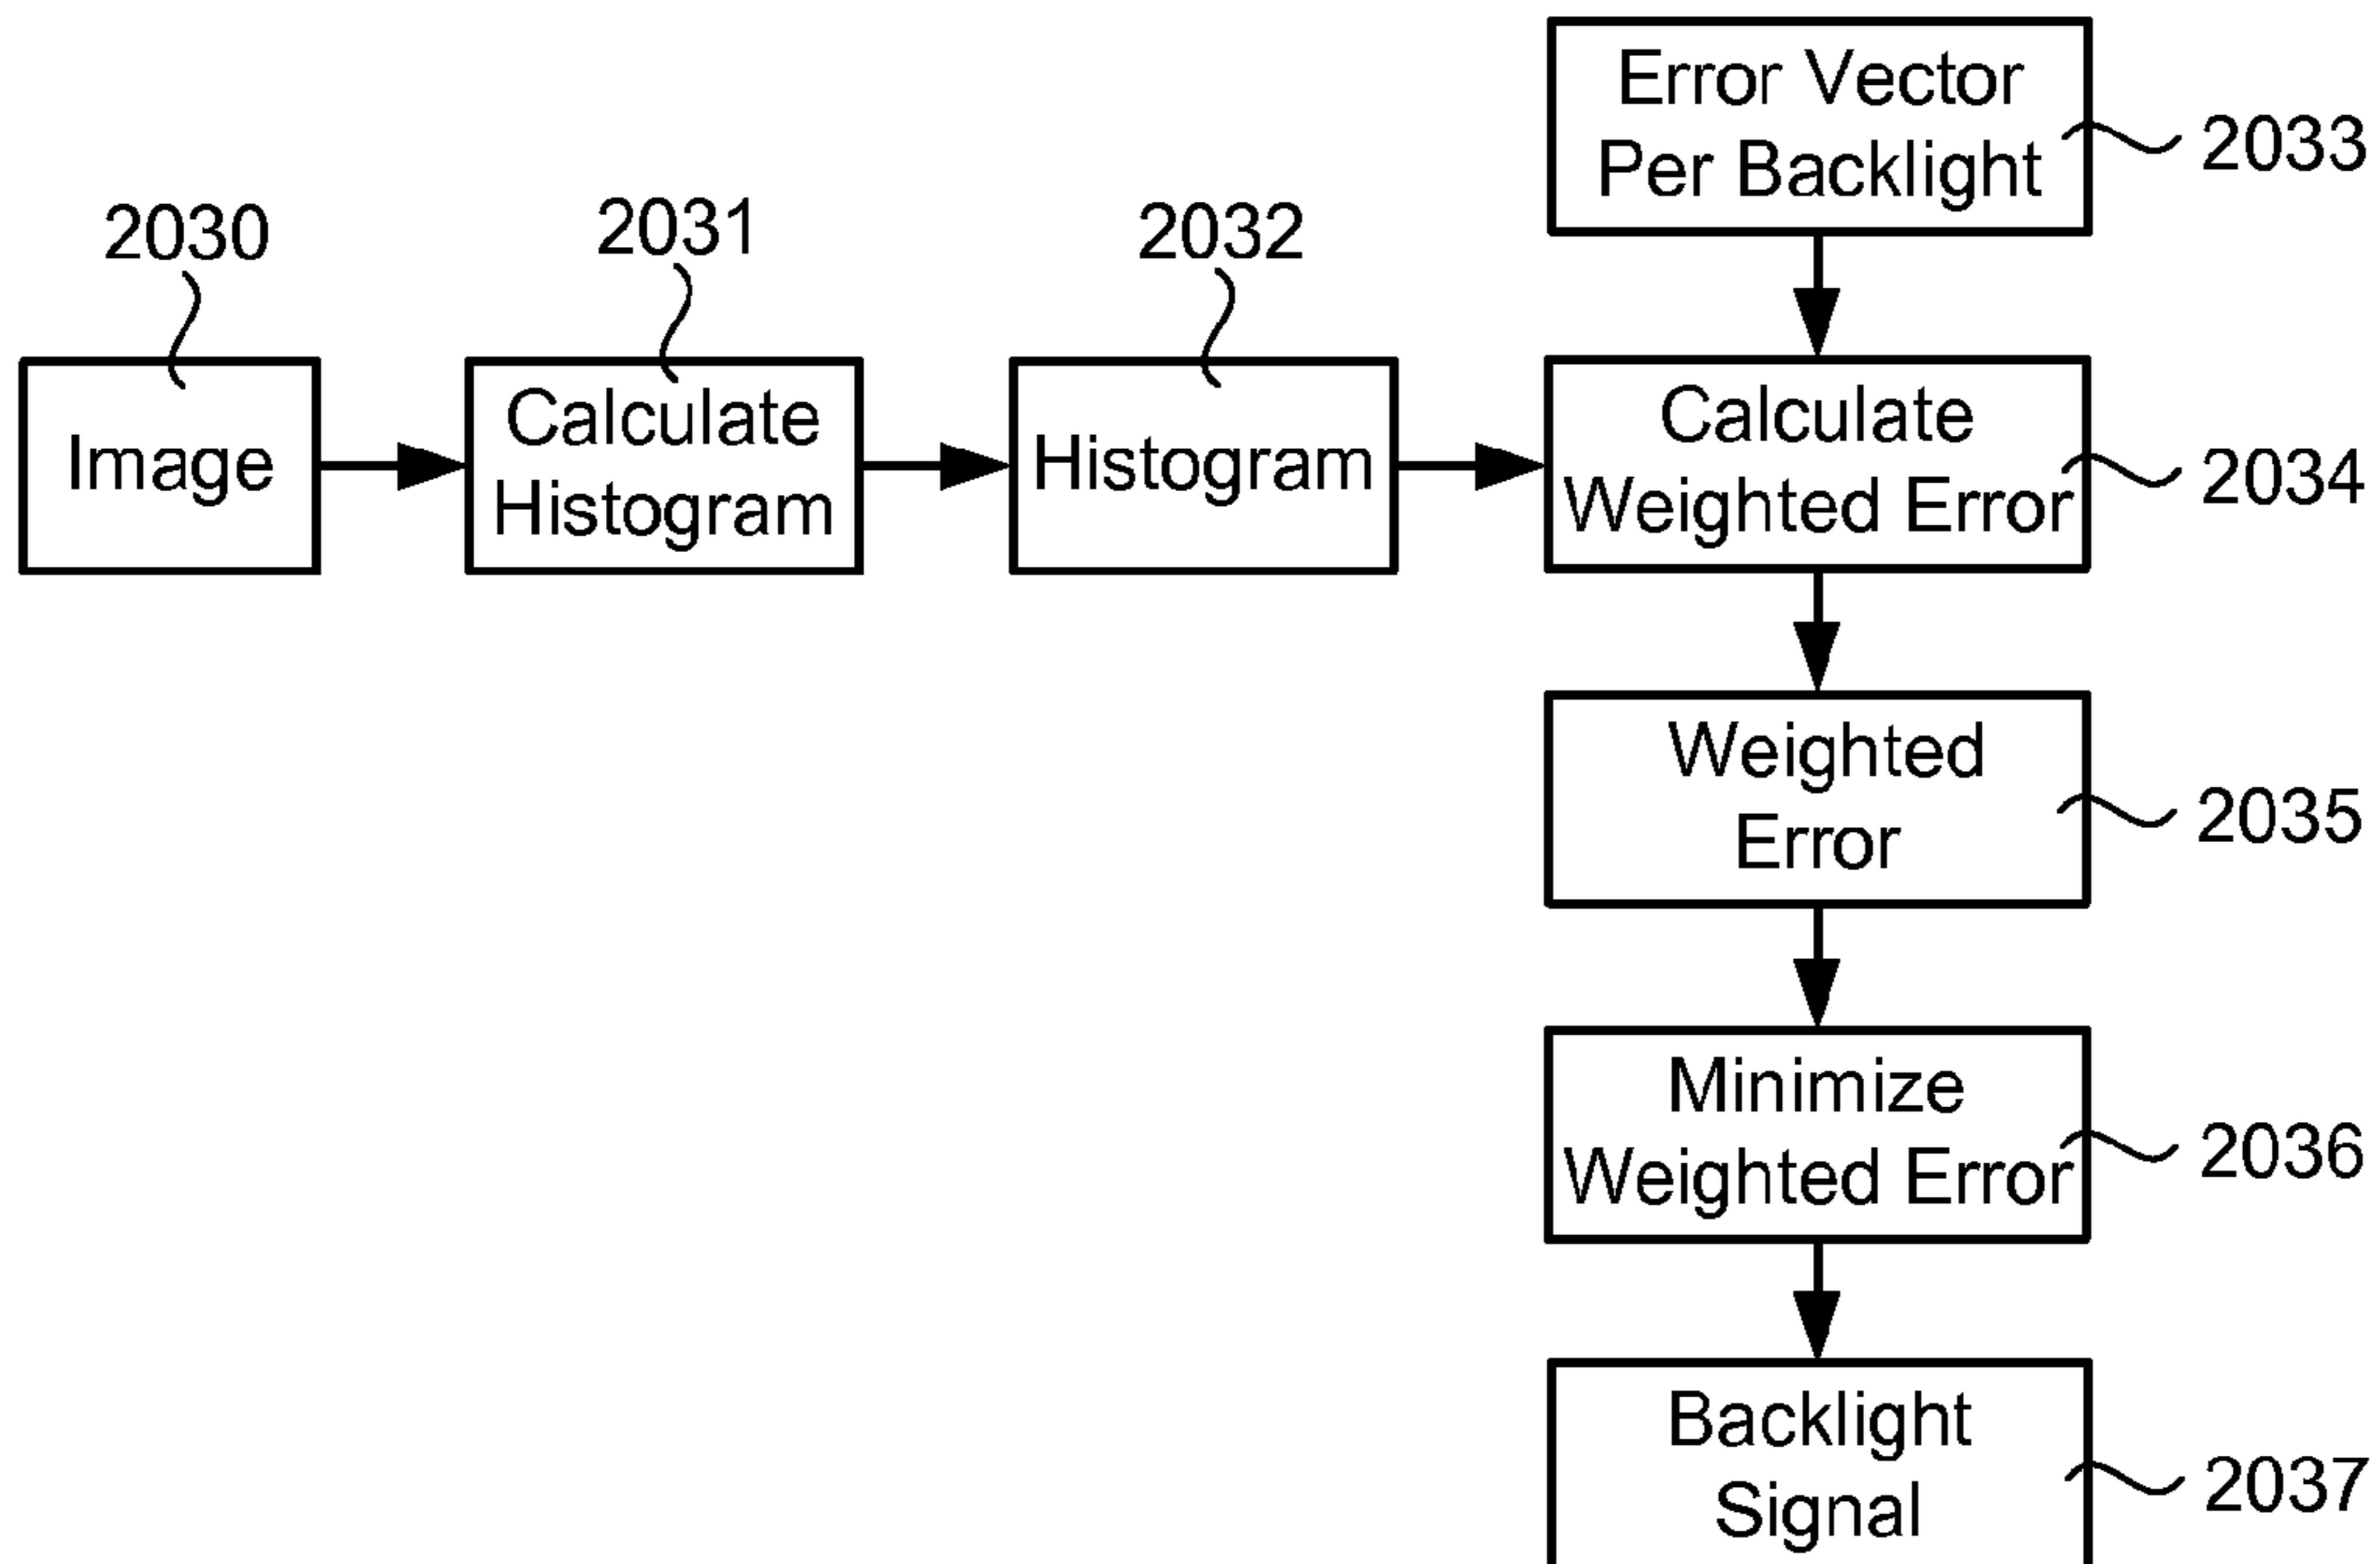 Error Vector
Per Backlight
2033
2030
2031
2032
Image
Calculate
Histogram
Histogram
Calculate
Weighted Error
2034
Weighted
Error
2035
Minimize
Weighted Error
2036
Backlight
Signal
2037